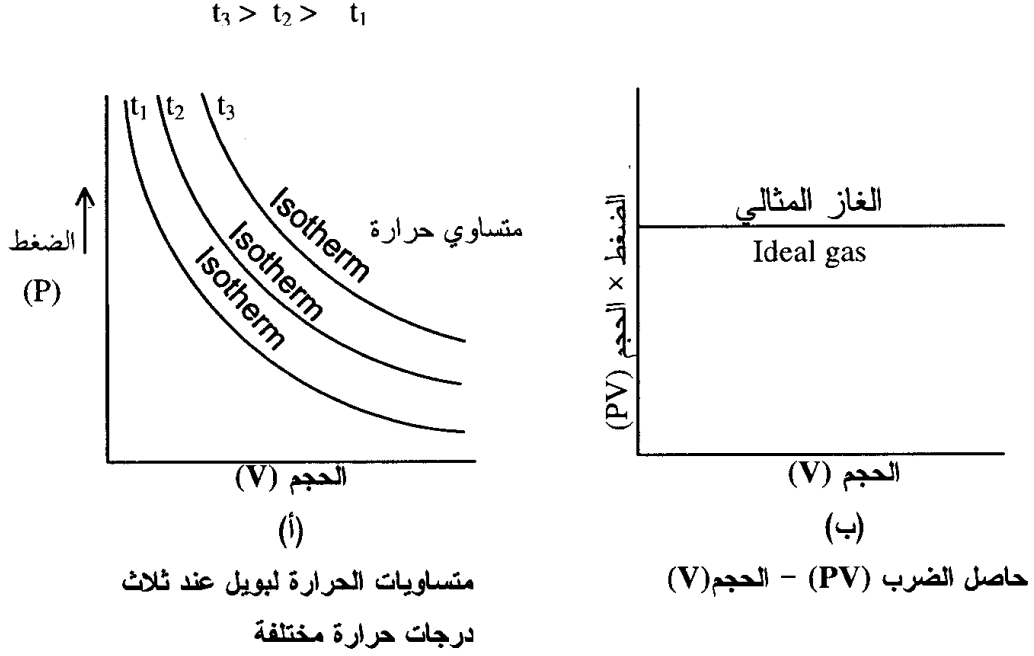 t₃ > t₂ > t₁
t₁ t₂ t₃
Isotherm
Isotherm
Isotherm
متساوي حرارة
الضغط
(P)
الحجم (V)
(أ)
متساويات الحرارة لبويل عند ثلاث
درجات حرارة مختلفة
الغاز المثالي
Ideal gas
الضغط × الحجم (PV)
الحجم (V)
(ب)
حاصل الضرب (PV) – الحجم(V)